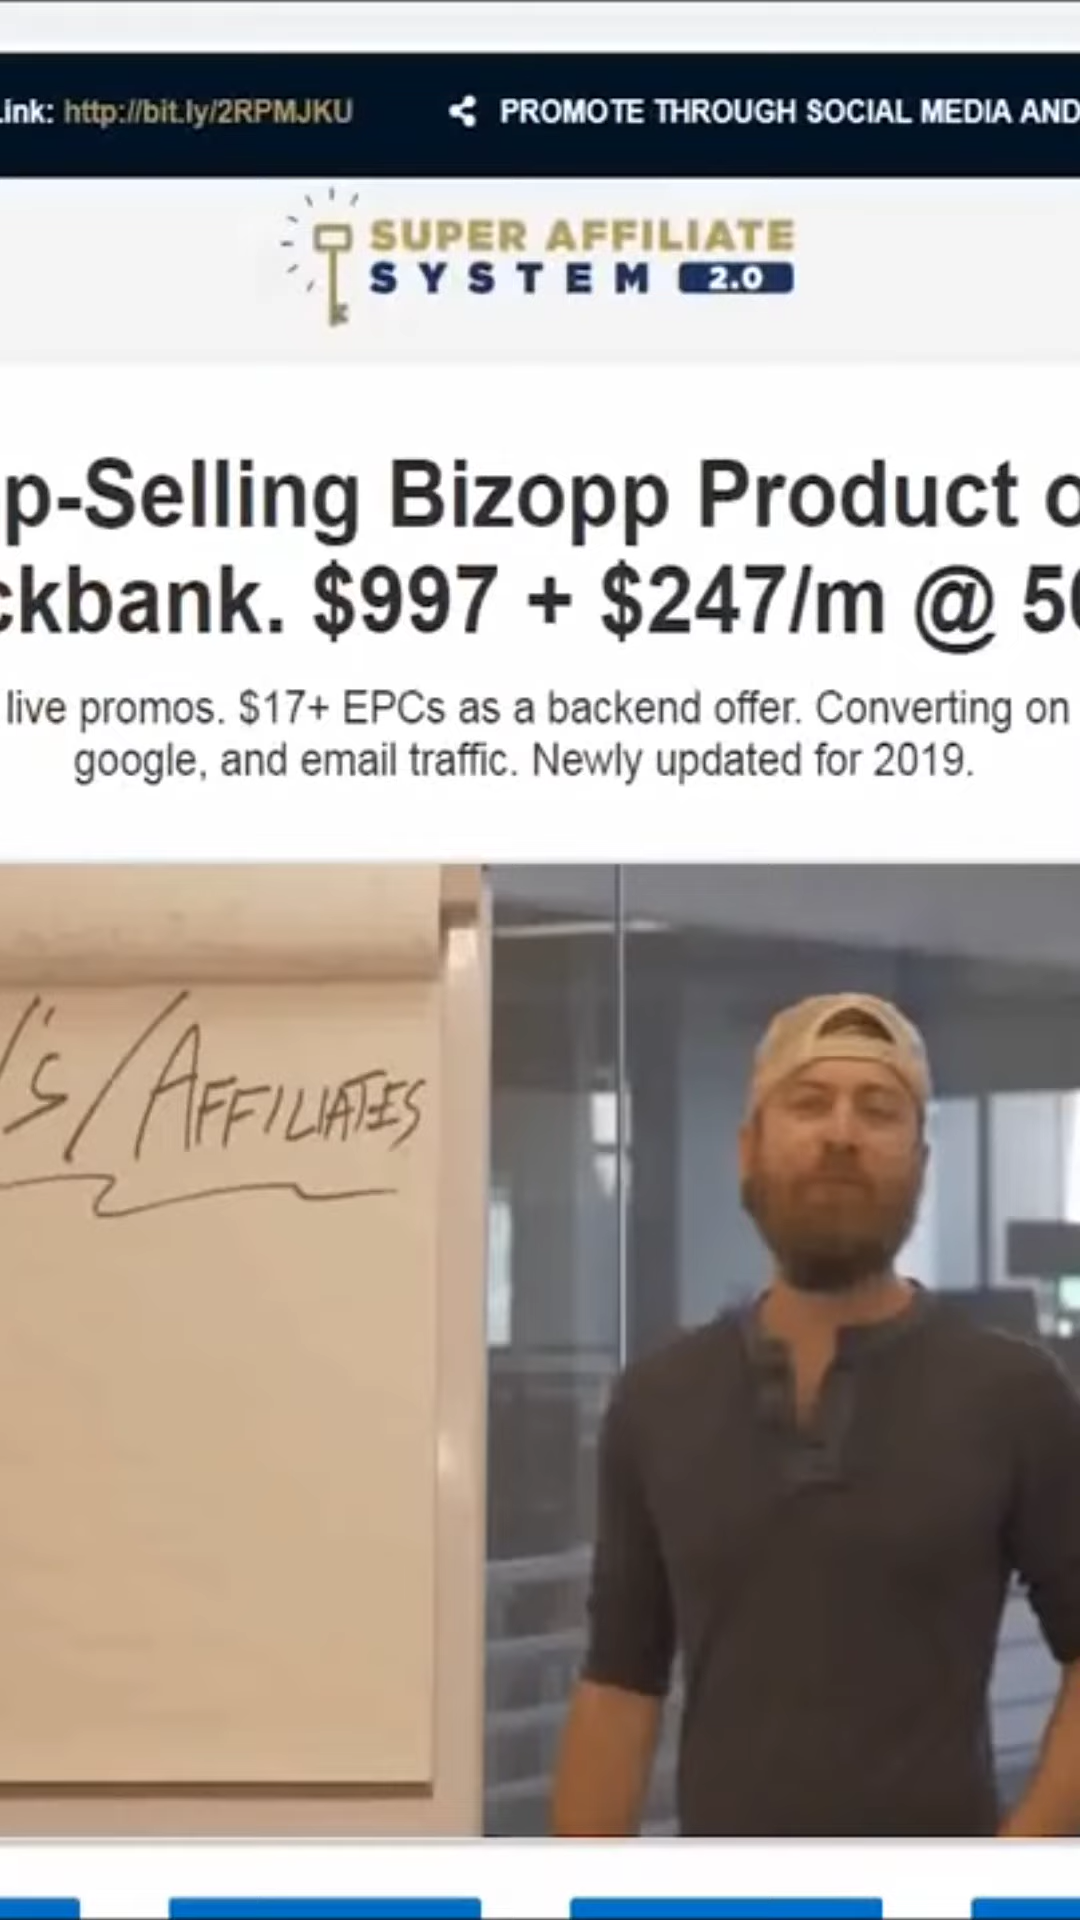 Link: http://bit.ly/2RPMJKU PROMOTE THROUGH SOCIAL MEDIA AND
SUPER AFFILIATE
SYSTEM 2.0
p-Selling Bizopp Product o
ckbank. $997 + $247/m @ 50
live promos. $17+ EPCs as a backend offer. Converting on
google, and email traffic. Newly updated for 2019.
's/AFFILIATES